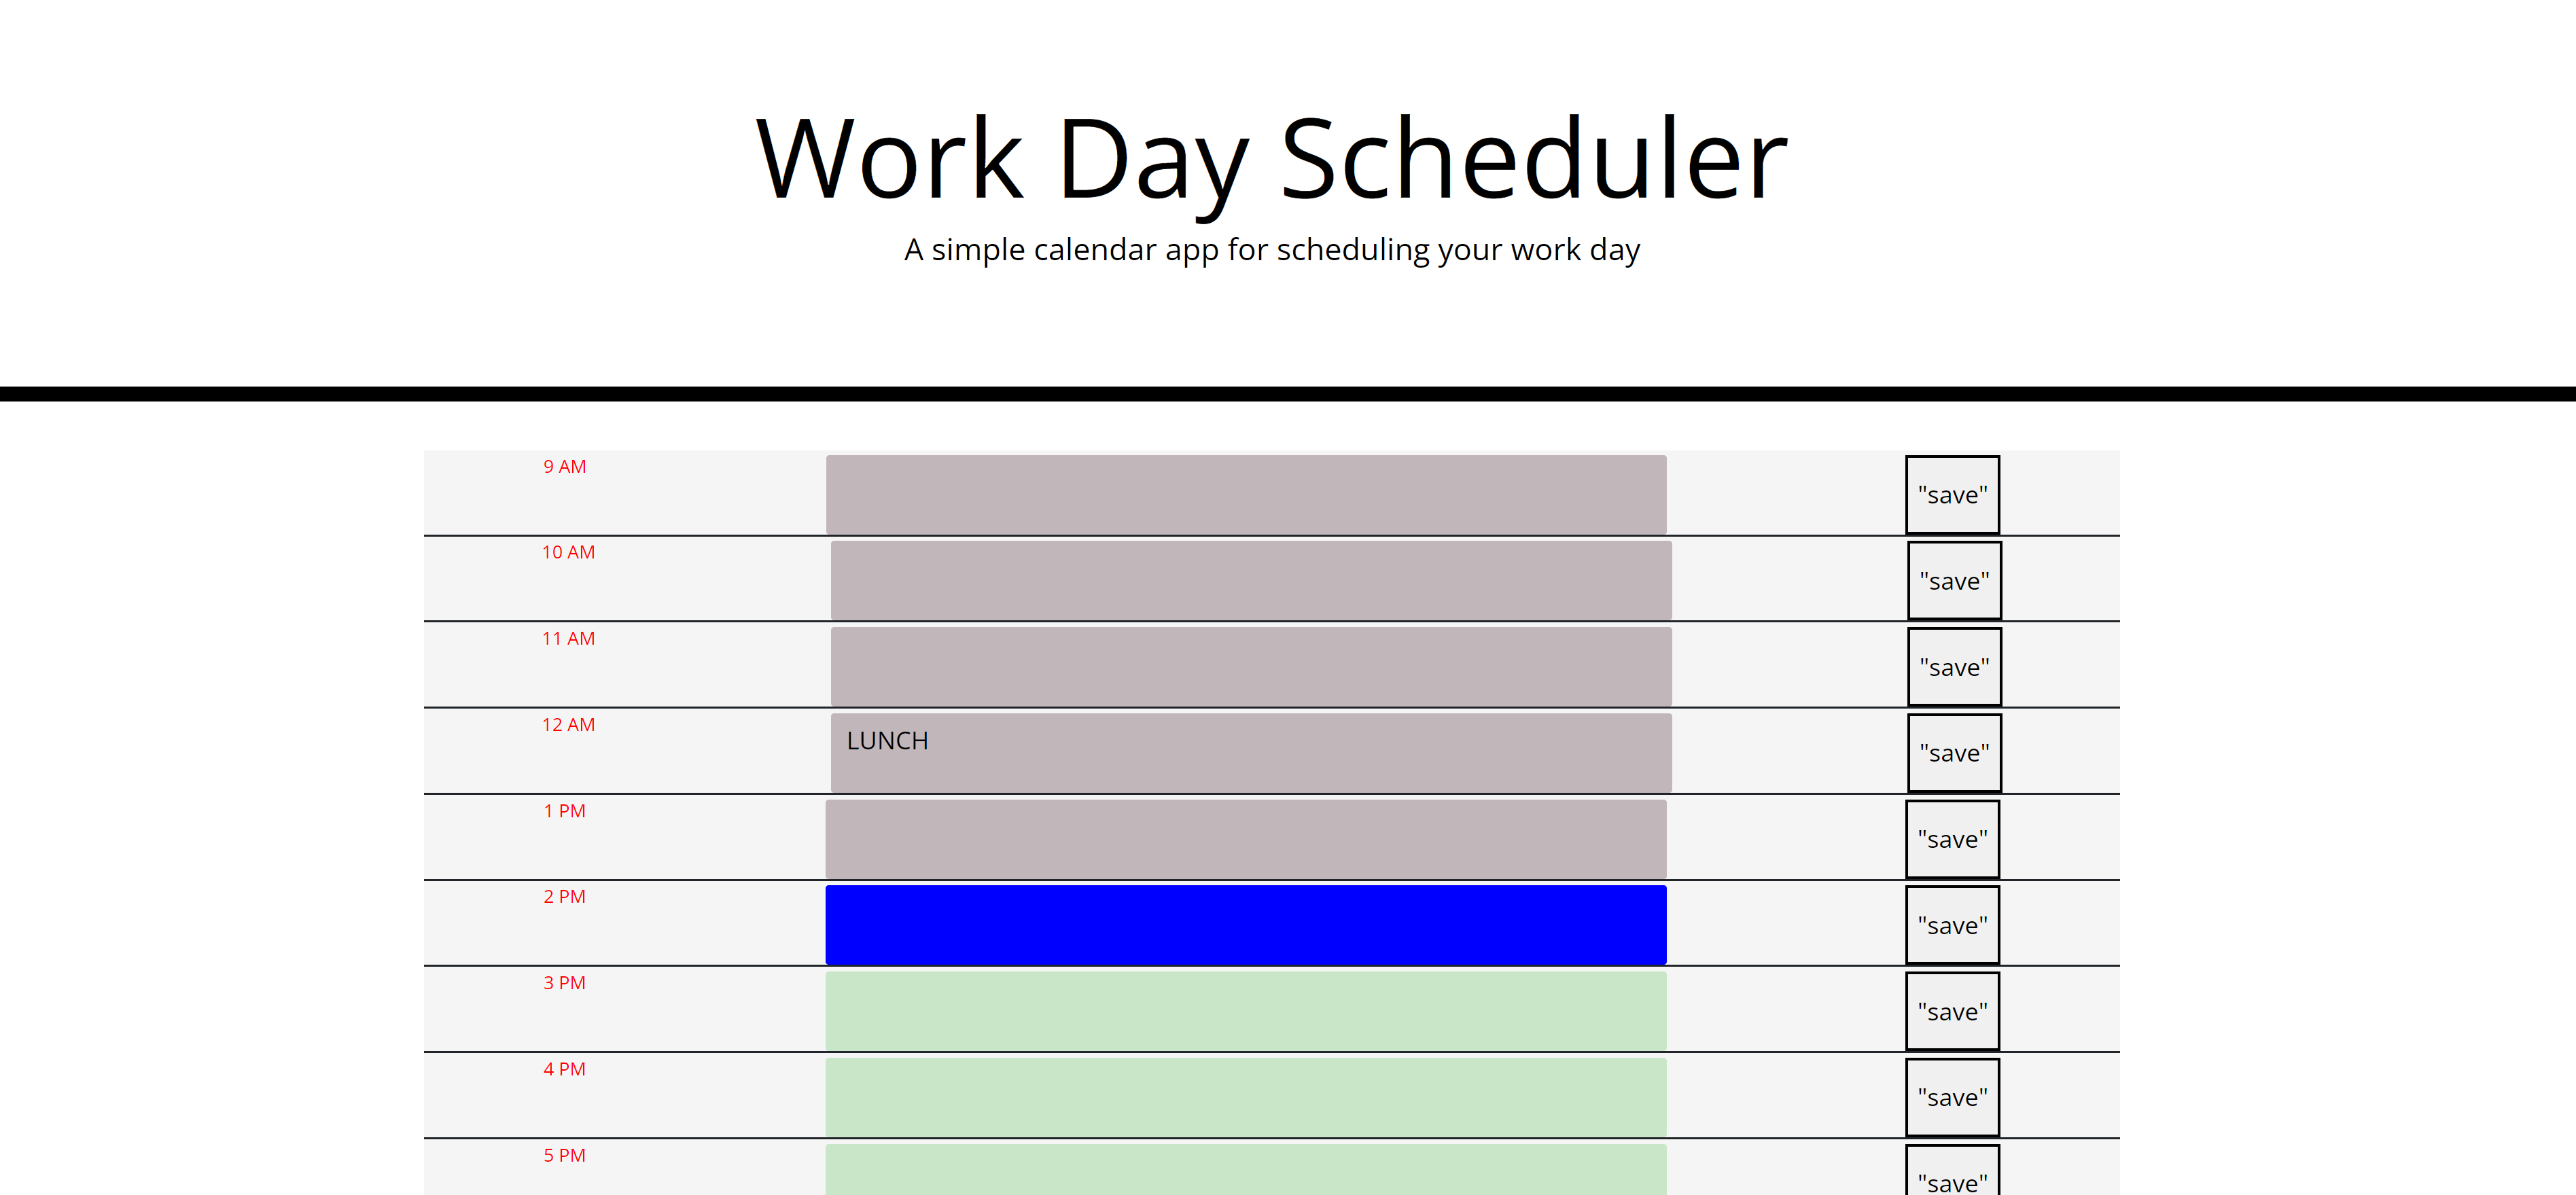 Work Day Scheduler
A simple calendar app for scheduling your work day
9 AM "save"
10 AM "save"
11 AM "save"
12 AM LUNCH "save"
1 PM "save"
2 PM "save"
3 PM "save"
4 PM "save"
5 PM "save"